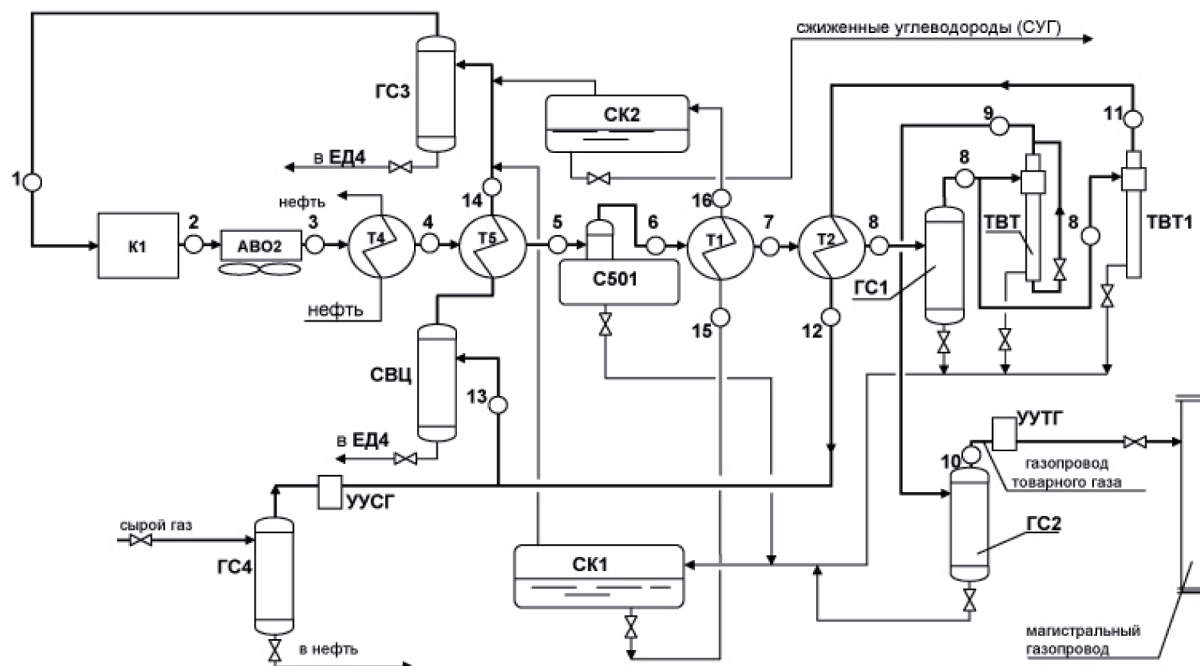 сжиженные углеводороды (СУГ)
ГС3
СК2
9
11
8
в ЕД4
1
14
16
нефть
2
3
4
5
6
7
8
8
ТВТ
ТВТ1
К1
АВО2
Т4
Т5
Т1
Т2
С501
ГС1
нефть
15
12
СВЦ
13
УУТГ
в ЕД4
10
газопровод
товарного газа
УУСГ
сырой газ
ГС2
ГС4
СК1
магистральный
газопровод
в нефть